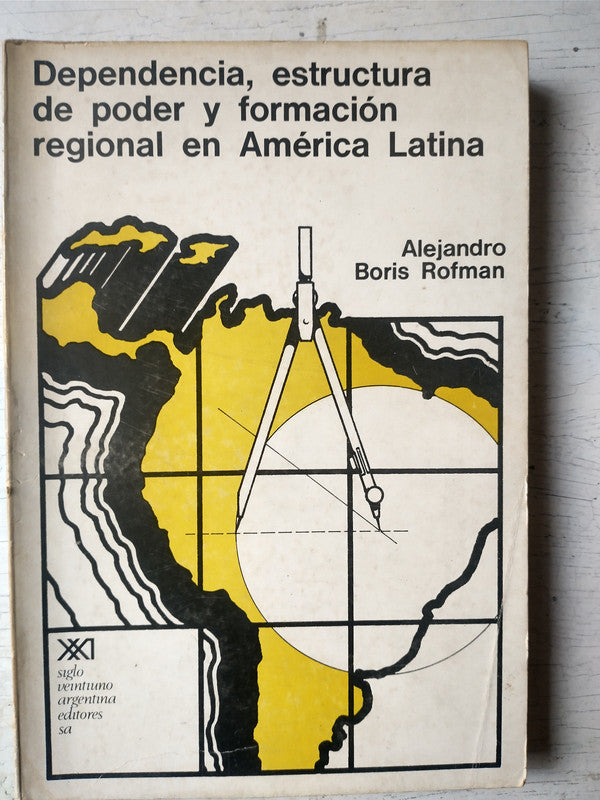 Dependencia, estructura
de poder y formación
regional en América Latina
Alejandro
Boris Rofman
XXI
siglo
veintiuno
argentina
editores
sa